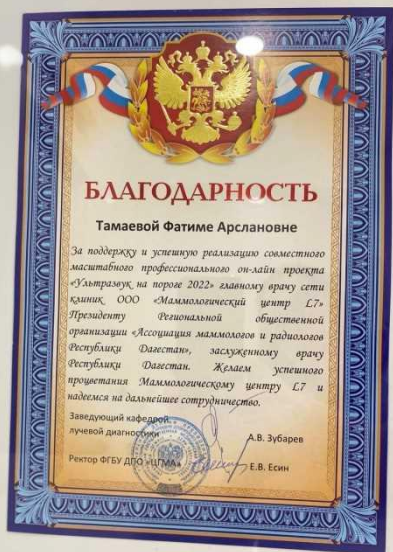 БЛАГОДАРНОСТЬ
Тамаевой Фатиме Арслановне
За поддержку и успешную реализацию совместного
масштабного профессионального он-лайн проекта
«Ультразвук на пороге 2022» главному врачу сети
клиник ООО «Маммологический центр L7»
Президенту Региональной общественной
организации «Ассоциация маммологов и радиологов
Республики Дагестан», заслуженному врачу
Республики Дагестан. Желаем успешного
процветания Маммологическому центру L7 и
надеемся на дальнейшее сотрудничество.
Заведующий кафедрой
лучевой диагностики
А.В. Зубарев
Ректор ФГБУ ДПО «ЦГМА» Е.В. Есин